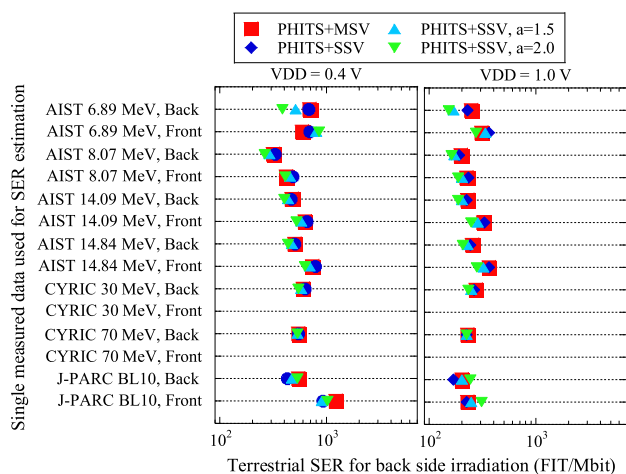 PHITS+MSV
PHITS+SSV, a=1.5
PHITS+SSV
PHITS+SSV, a=2.0
VDD = 0.4 V
VDD = 1.0 V
Single measured data used for SER estimation
AIST 6.89 MeV, Back
AIST 6.89 MeV, Front
AIST 8.07 MeV, Back
AIST 8.07 MeV, Front
AIST 14.09 MeV, Back
AIST 14.09 MeV, Front
AIST 14.84 MeV, Back
AIST 14.84 MeV, Front
CYRIC 30 MeV, Back
CYRIC 30 MeV, Front
CYRIC 70 MeV, Back
CYRIC 70 MeV, Front
J-PARC BL10, Back
J-PARC BL10, Front
10² 10³ 10² 10³
Terrestrial SER for back side irradiation (FIT/Mbit)